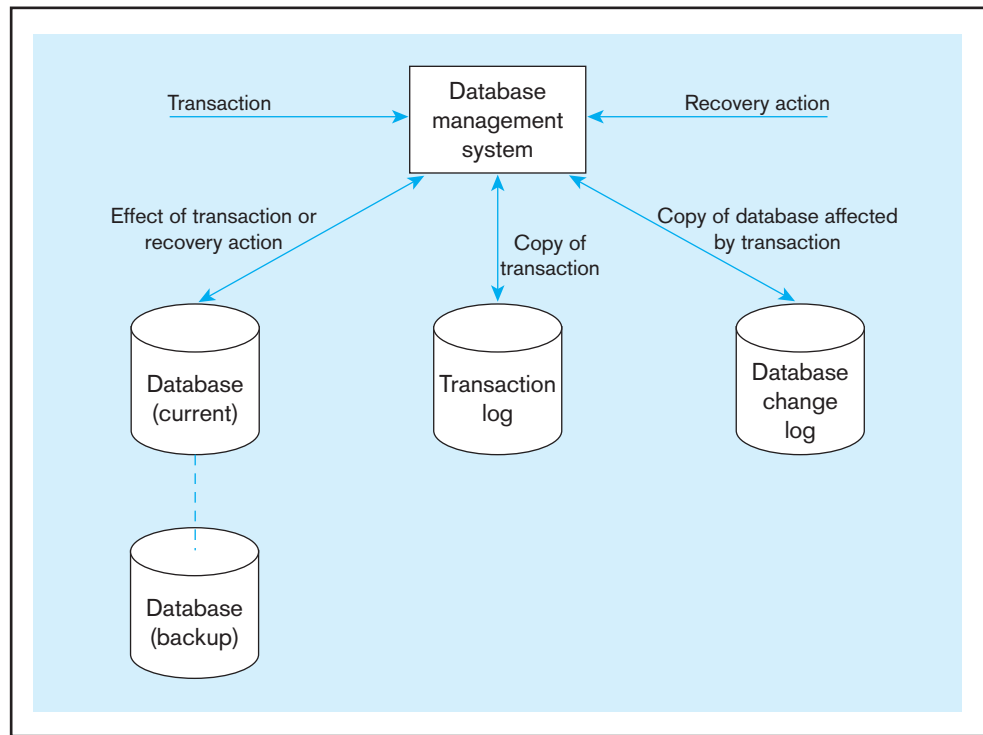 Transaction
Database
management
system
Recovery action
Effect of transaction or
recovery action
Copy of
transaction
Copy of database affected
by transaction
Database
(current)
Transaction
log
Database
change
log
Database
(backup)